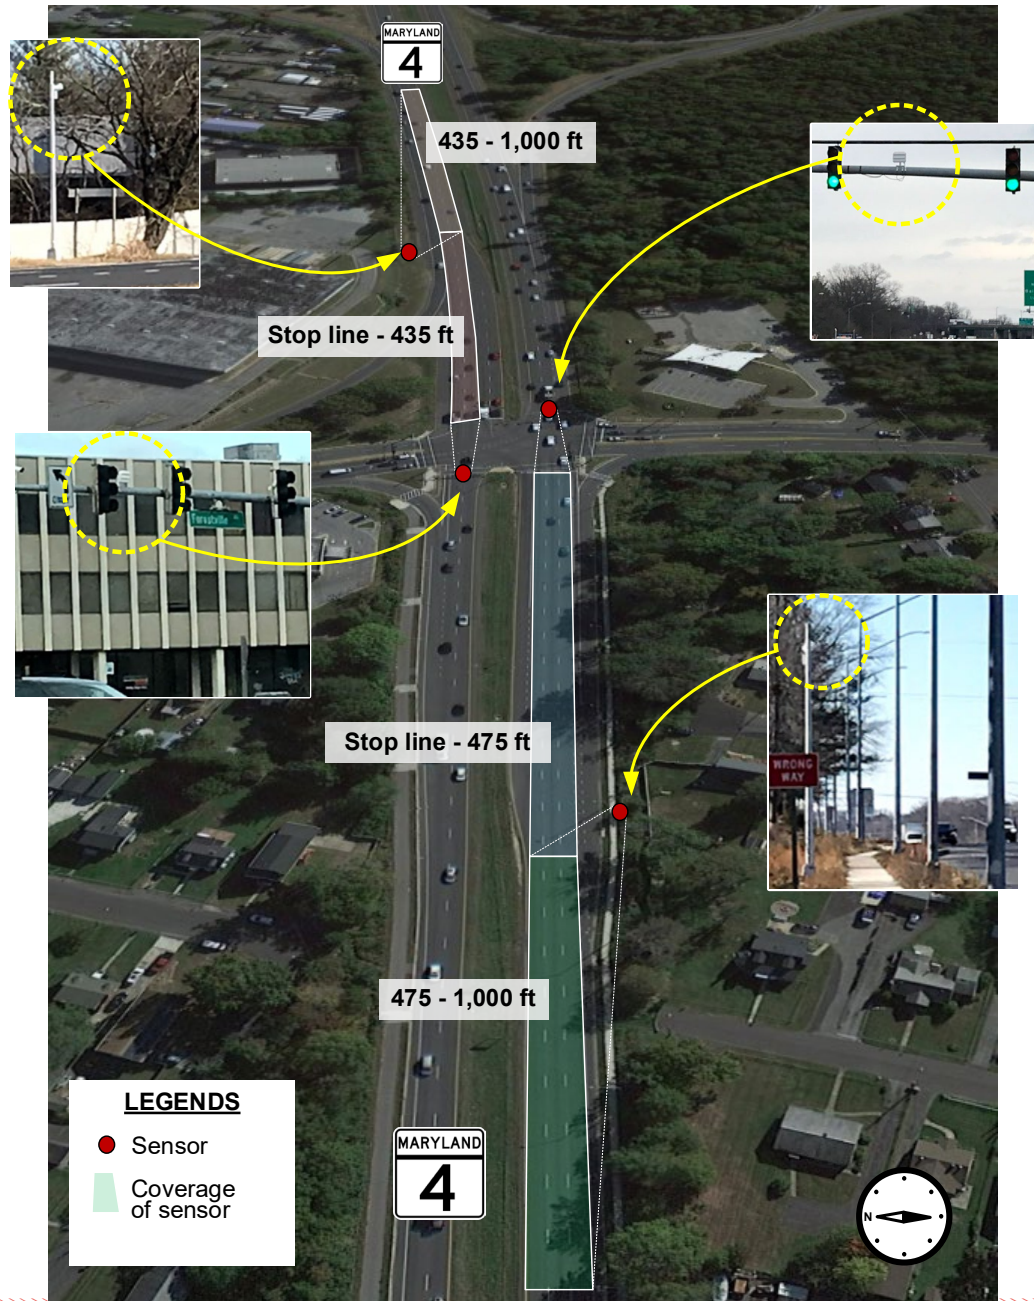 MARYLAND
4
435 - 1,000 ft
Stop line - 435 ft
Forestville
WRONG
WAY
Stop line - 475 ft
475 - 1,000 ft
LEGENDS
Sensor
Coverage
of sensor
MARYLAND
4
N